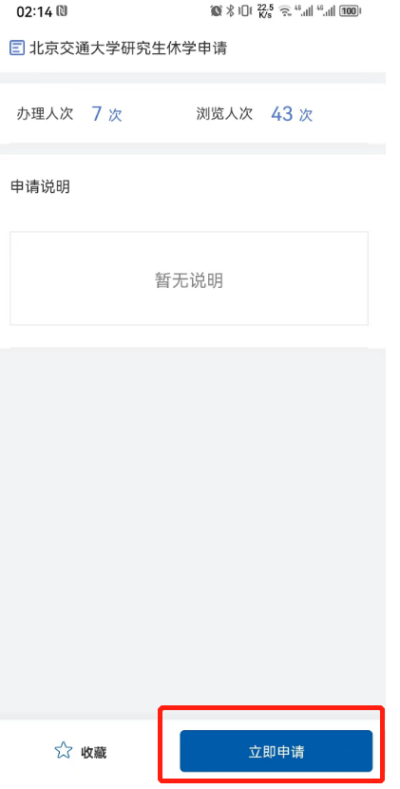 02:14 22.5 K/s 100
北京交通大学研究生休学申请
办理人次 7 次 浏览人次 43 次
申请说明
暂无说明
收藏 立即申请